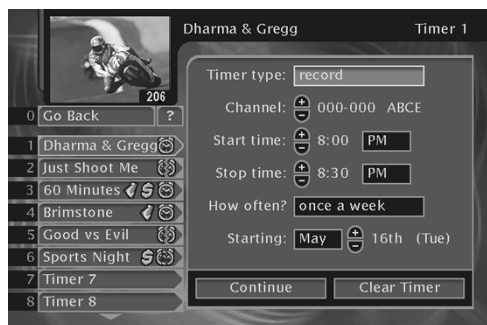 Dharma & Gregg Timer 1
206
0 Go Back ?
1 Dharma & Gregg
2 Just Shoot Me
3 60 Minutes $
4 Brimstone
5 Good vs Evil
6 Sports Night $
7 Timer 7
8 Timer 8
Timer type: record
Channel: + − 000-000 ABCE
Start time: + − 8:00 PM
Stop time: + − 8:30 PM
How often? once a week
Starting: May + − 16th (Tue)
Continue Clear Timer